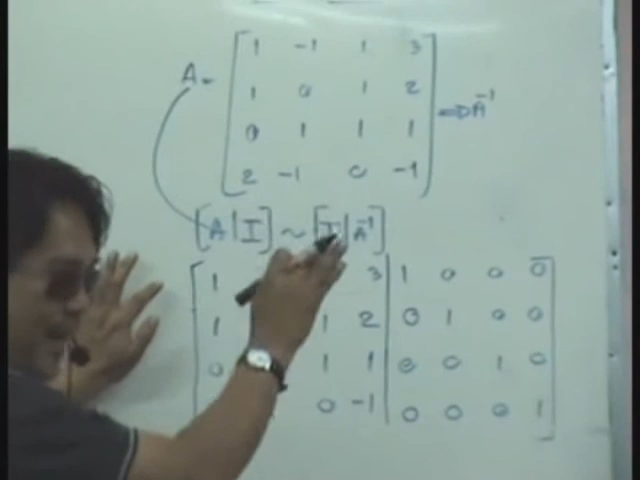 A = [ 1 -1 1 3
1 0 1 2 ⇒ A⁻¹
0 1 1 1
2 -1 0 -1 ]
[A | I] ~ [I | A⁻¹]
[ 1 3 | 1 0 0 0
1 1 2 | 0 1 0 0
0 1 1 | 0 0 1 0
0 -1 | 0 0 0 1 ]